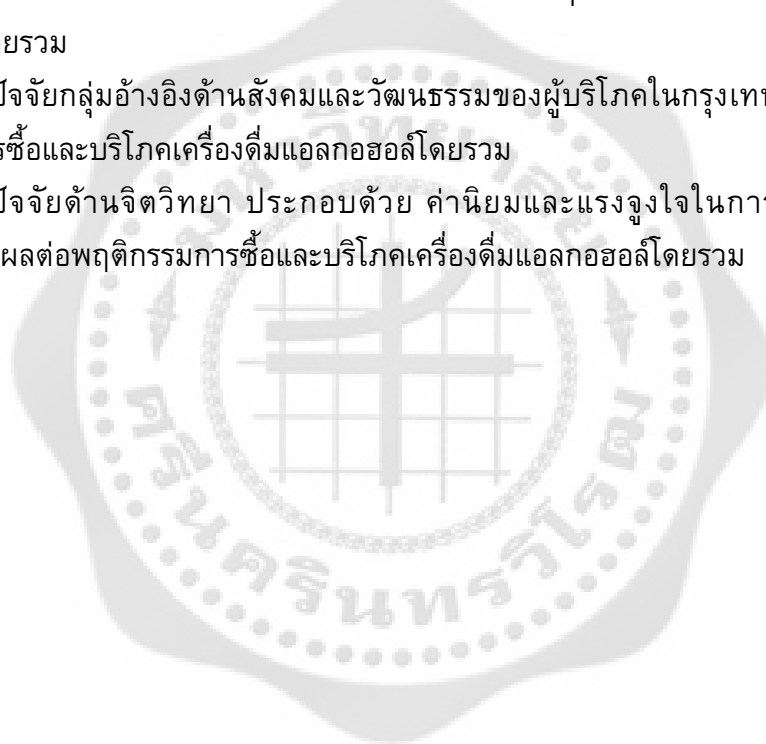 ยรวม
ปัจจัยกลุ่มอ้างอิงด้านสังคมและวัฒนธรรมของผู้บริโภคในกรุงเทพ
รซื้อและบริโภคเครื่องดื่มแอลกอฮอล์โดยรวม
ปัจจัยด้านจิตวิทยา ประกอบด้วย ค่านิยมและแรงจูงใจในการ
ผลต่อพฤติกรรมการซื้อและบริโภคเครื่องดื่มแอลกอฮอล์โดยรวม
มหาวิทยาลัย
ศรีนครินทรวิโรฒ